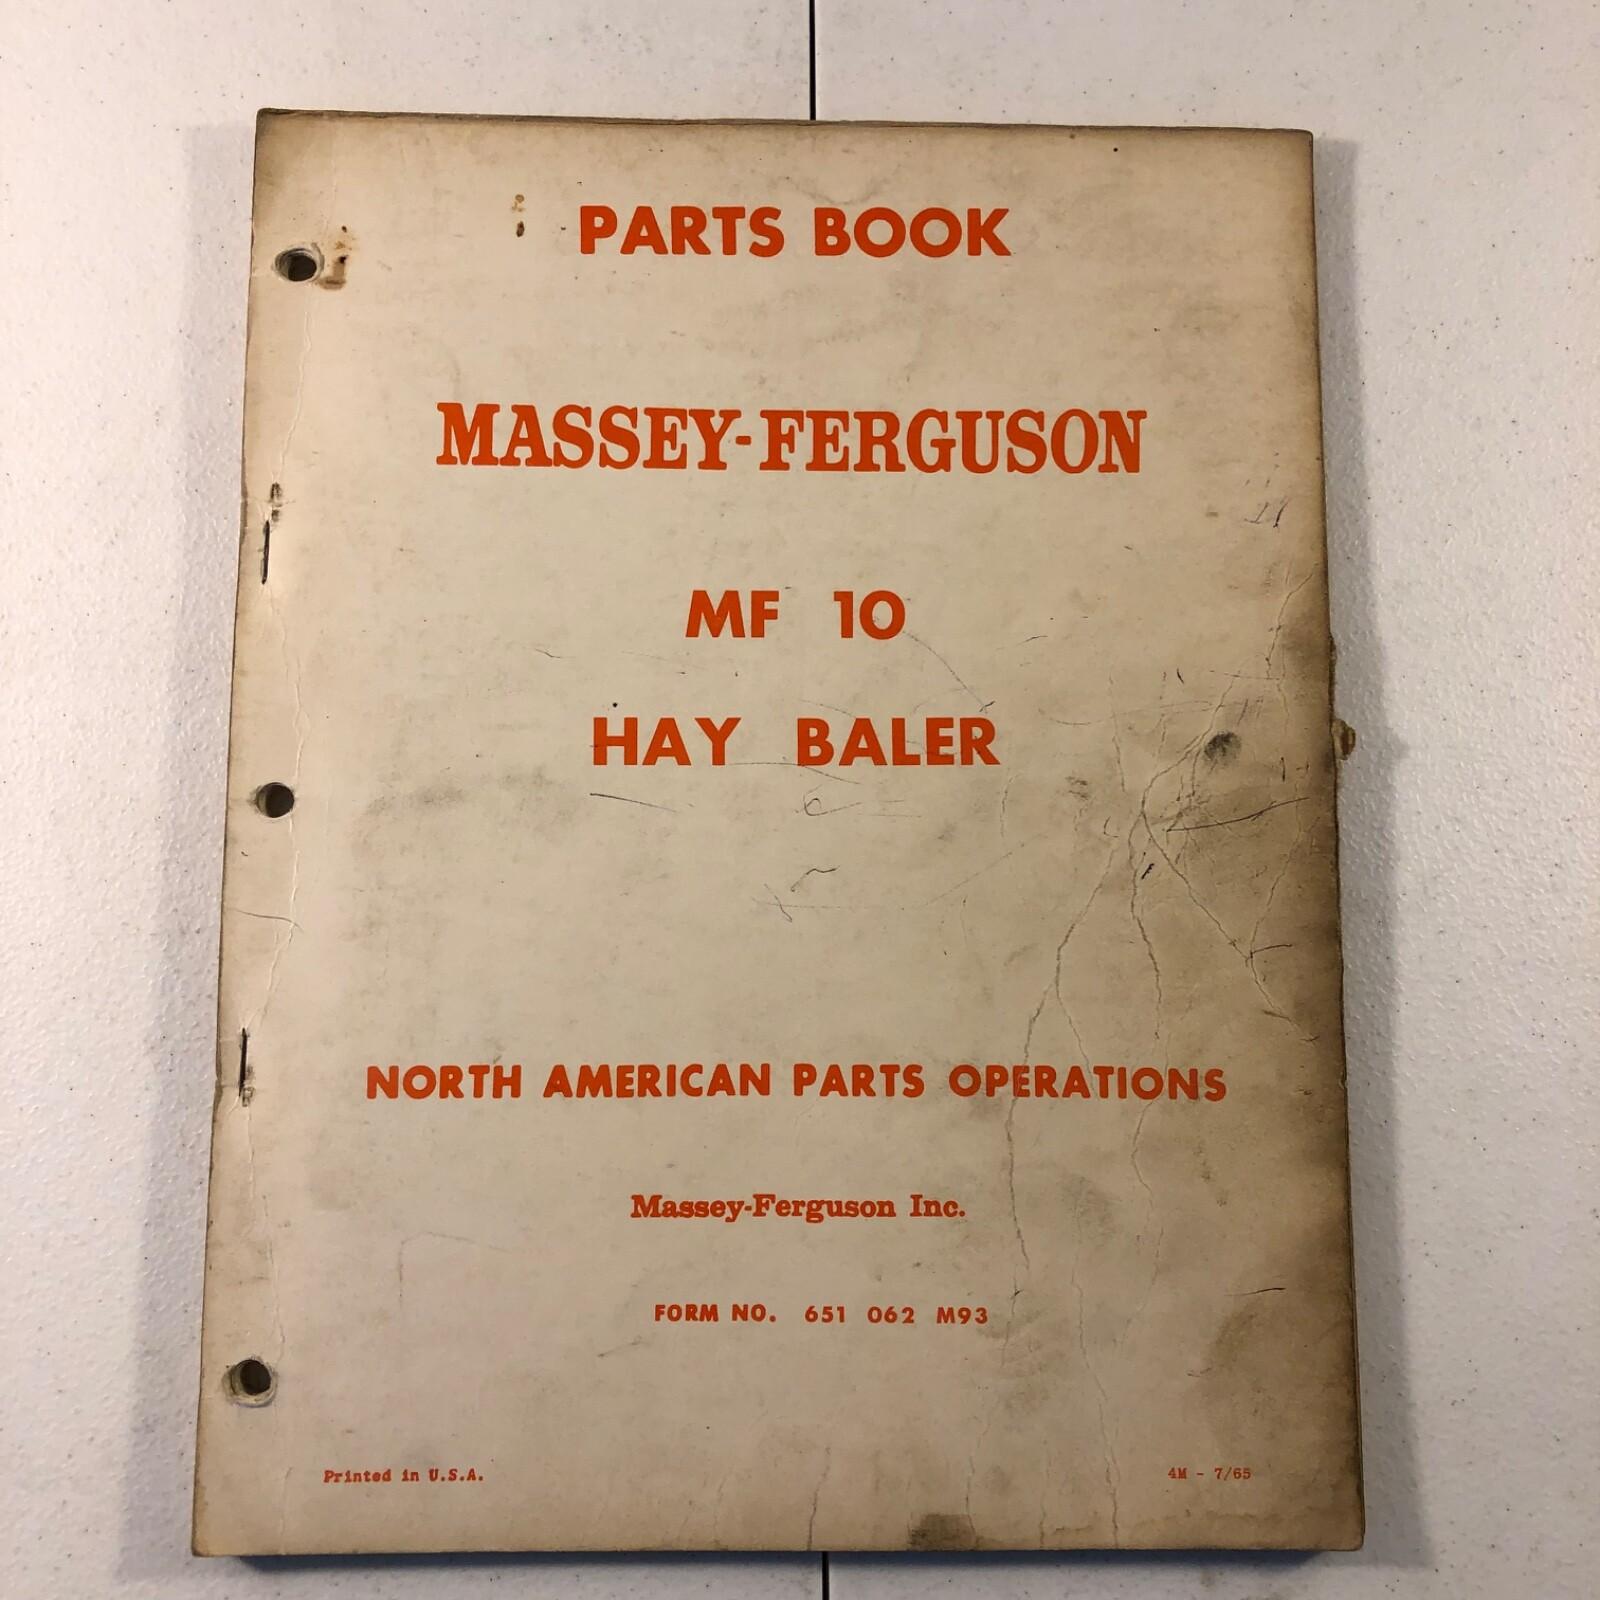 PARTS BOOK
MASSEY-FERGUSON
MF 10
HAY BALER
NORTH AMERICAN PARTS OPERATIONS
Massey-Ferguson Inc.
FORM NO. 651 062 M93
Printed in U.S.A.
4M - 7/65